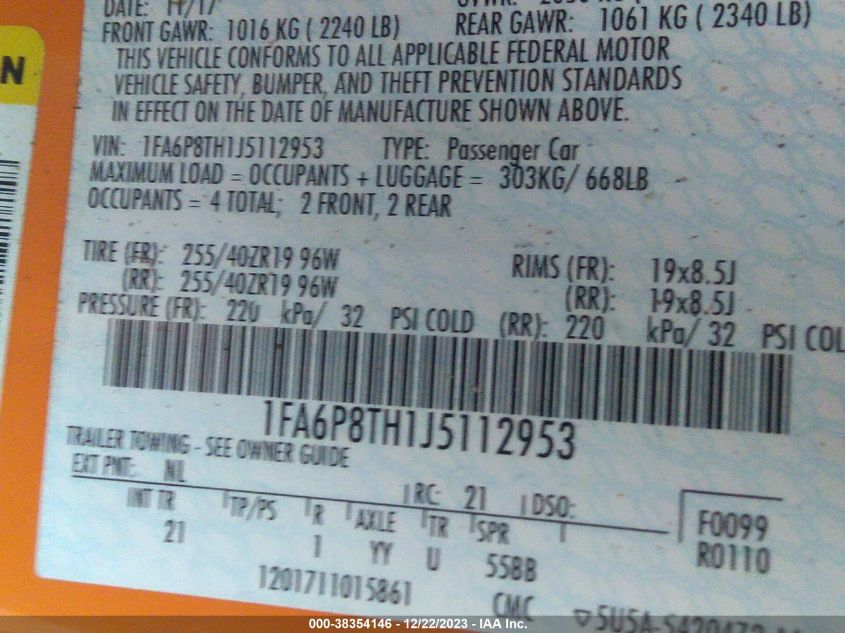 DATE: 11/17
FRONT GAWR: 1016 KG ( 2240 LB) REAR GAWR: 1061 KG ( 2340 LB)
THIS VEHICLE CONFORMS TO ALL APPLICABLE FEDERAL MOTOR
VEHICLE SAFETY, BUMPER, AND THEFT PREVENTION STANDARDS
IN EFFECT ON THE DATE OF MANUFACTURE SHOWN ABOVE.
VIN: 1FA6P8TH1J5112953 TYPE: Passenger Car
MAXIMUM LOAD = OCCUPANTS + LUGGAGE = 303KG/ 668LB
OCCUPANTS = 4 TOTAL; 2 FRONT, 2 REAR
TIRE (FR): 255/40ZR19 96W RIMS (FR): 19x8.5J
(RR): 255/40ZR19 96W (RR): 19x8.5J
PRESSURE (FR): 220 kPa/ 32 PSI COLD (RR): 220 kPa/ 32 PSI COL
1FA6P8TH1J5112953
TRAILER TOWING - SEE OWNER GUIDE
EXT PNT: NL RC: 21 DSO:
INT TR TP/PS R AXLE TR SPR F0099
21 1 YY U 55BB R0110
1201711015861 CMC
000-38354146 - 12/22/2023 - IAA Inc.